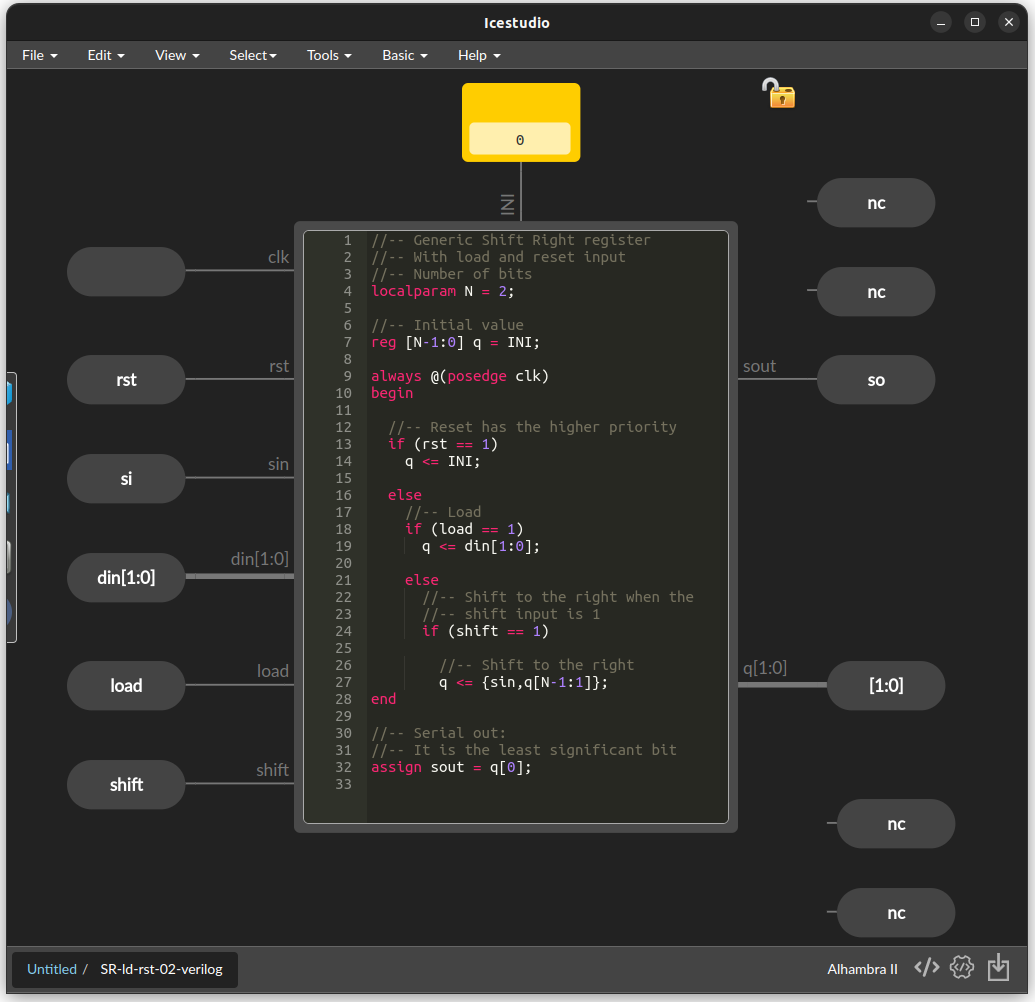 Icestudio
File Edit View Select Tools Basic Help
0
INI
clk
rst rst
si sin
din[1:0] din[1:0]
load load
shift shift
1 //-- Generic Shift Right register
2 //-- With load and reset input
3 //-- Number of bits
4 localparam N = 2;
5
6 //-- Initial value
7 reg [N-1:0] q = INI;
8
9 always @(posedge clk)
10 begin
11
12 //-- Reset has the higher priority
13 if (rst == 1)
14 q <= INI;
15
16 else
17 //-- Load
18 if (load == 1)
19 q <= din[1:0];
20
21 else
22 //-- Shift to the right when the
23 //-- shift input is 1
24 if (shift == 1)
25
26 //-- Shift to the right
27 q <= {sin,q[N-1:1]};
28 end
29
30 //-- Serial out:
31 //-- It is the least significant bit
32 assign sout = q[0];
33
nc
nc
sout so
q[1:0] [1:0]
nc
nc
Untitled / SR-ld-rst-02-verilog
Alhambra II